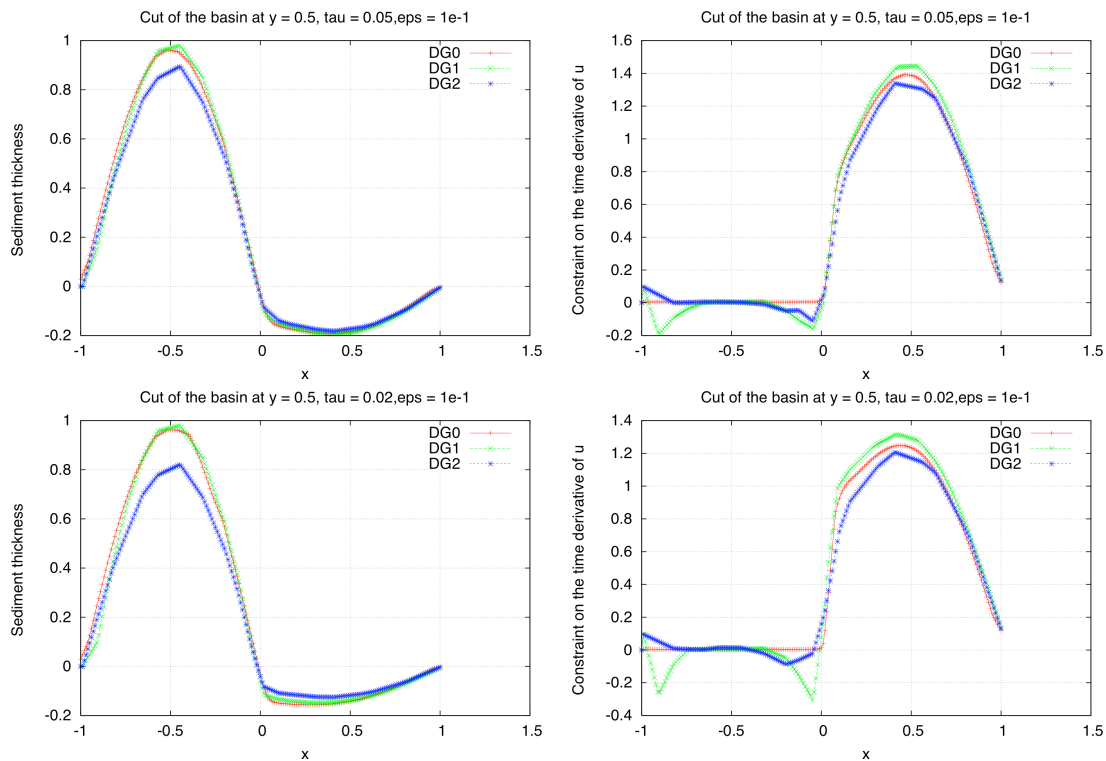 Cut of the basin at y = 0.5, tau = 0.05,eps = 1e-1
1
0.8
0.6
0.4
0.2
0
-0.2
Sediment thickness
DG0
DG1
DG2
-1
-0.5
0
0.5
1
1.5
x
Cut of the basin at y = 0.5, tau = 0.05,eps = 1e-1
1.6
1.4
1.2
1
0.8
0.6
0.4
0.2
0
-0.2
Constraint on the time derivative of u
DG0
DG1
DG2
-1
-0.5
0
0.5
1
1.5
x
Cut of the basin at y = 0.5, tau = 0.02,eps = 1e-1
1
0.8
0.6
0.4
0.2
0
-0.2
Sediment thickness
DG0
DG1
DG2
-1
-0.5
0
0.5
1
1.5
x
Cut of the basin at y = 0.5, tau = 0.02,eps = 1e-1
1.4
1.2
1
0.8
0.6
0.4
0.2
0
-0.2
-0.4
Constraint on the time derivative of u
DG0
DG1
DG2
-1
-0.5
0
0.5
1
1.5
x